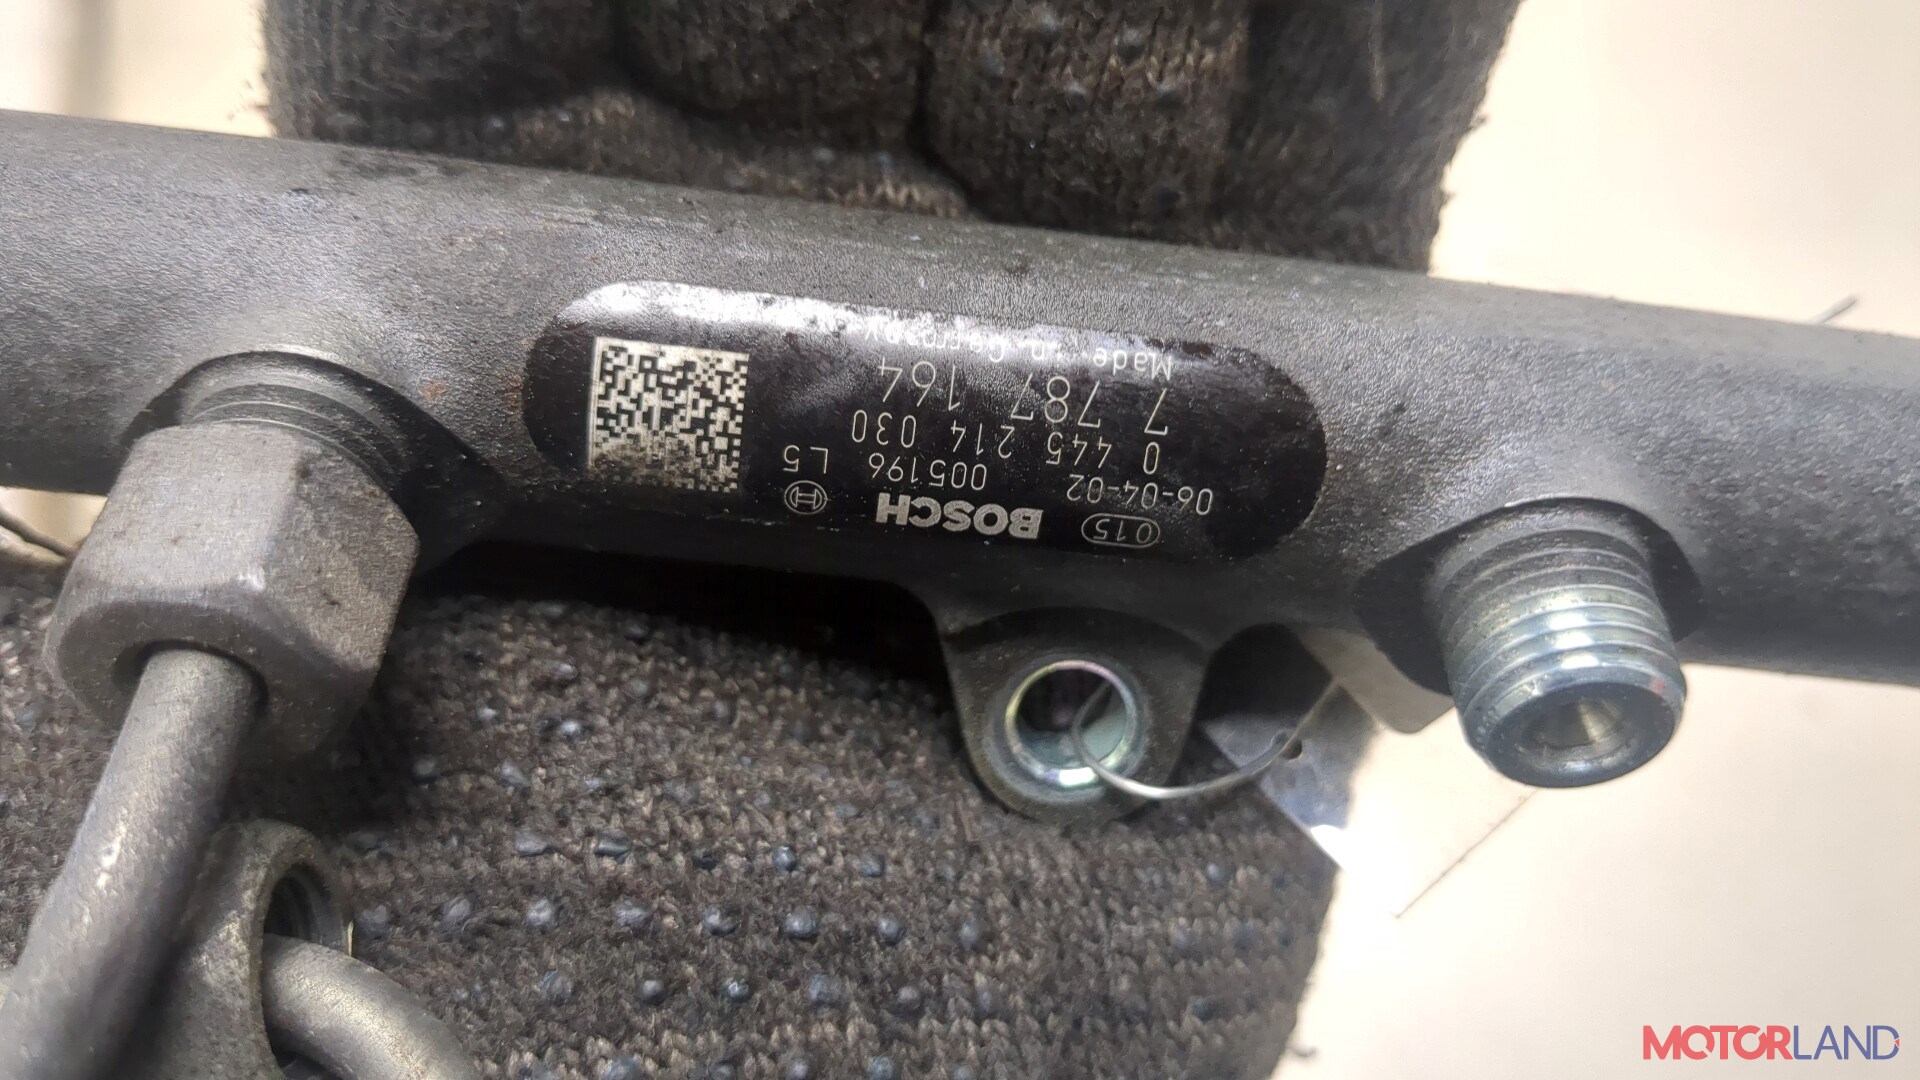 015 BOSCH
06-04-02 005196 L5
0 445 214 030
7 787 164
Made in Germany
MOTORLAND